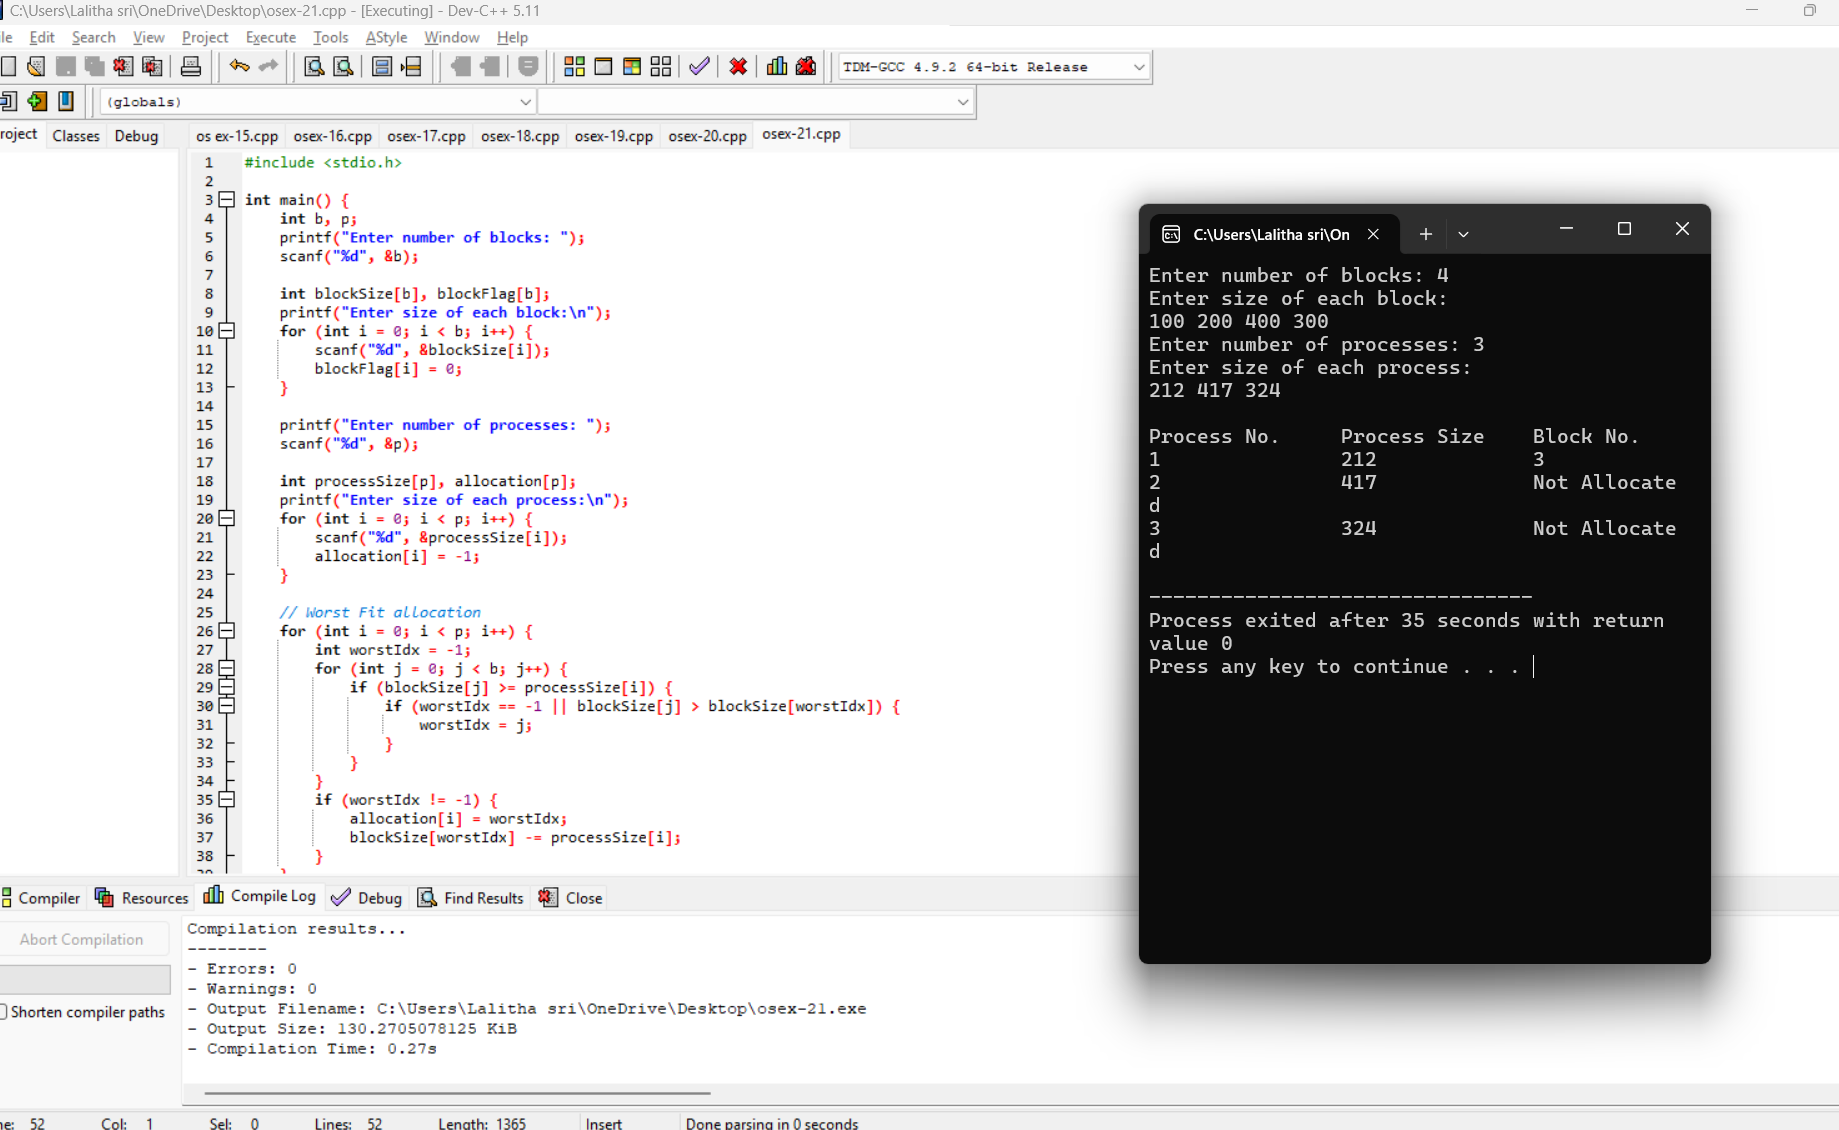 C:\Users\Lalitha sri\OneDrive\Desktop\osex-21.cpp - [Executing] - Dev-C++ 5.11
le Edit Search View Project Execute Tools AStyle Window Help
TDM-GCC 4.9.2 64-bit Release
(globals)
roject Classes Debug os ex-15.cpp osex-16.cpp osex-17.cpp osex-18.cpp osex-19.cpp osex-20.cpp osex-21.cpp
1 #include <stdio.h>
2
3 int main() {
4 int b, p;
5 printf("Enter number of blocks: ");
6 scanf("%d", &b);
7
8 int blockSize[b], blockFlag[b];
9 printf("Enter size of each block:\n");
10 for (int i = 0; i < b; i++) {
11 scanf("%d", &blockSize[i]);
12 blockFlag[i] = 0;
13 }
14
15 printf("Enter number of processes: ");
16 scanf("%d", &p);
17
18 int processSize[p], allocation[p];
19 printf("Enter size of each process:\n");
20 for (int i = 0; i < p; i++) {
21 scanf("%d", &processSize[i]);
22 allocation[i] = -1;
23 }
24
25 // Worst Fit allocation
26 for (int i = 0; i < p; i++) {
27 int worstIdx = -1;
28 for (int j = 0; j < b; j++) {
29 if (blockSize[j] >= processSize[i]) {
30 if (worstIdx == -1 || blockSize[j] > blockSize[worstIdx]) {
31 worstIdx = j;
32 }
33 }
34 }
35 if (worstIdx != -1) {
36 allocation[i] = worstIdx;
37 blockSize[worstIdx] -= processSize[i];
38 }
39 }
C:\Users\Lalitha sri\On
Enter number of blocks: 4
Enter size of each block:
100 200 400 300
Enter number of processes: 3
Enter size of each process:
212 417 324
Process No. Process Size Block No.
1 212 3
2 417 Not Allocate
d
3 324 Not Allocate
d
--------------------------------
Process exited after 35 seconds with return
value 0
Press any key to continue . . .
Compiler Resources Compile Log Debug Find Results Close
Abort Compilation
Shorten compiler paths
Compilation results...
--------
- Errors: 0
- Warnings: 0
- Output Filename: C:\Users\Lalitha sri\OneDrive\Desktop\osex-21.exe
- Output Size: 130.2705078125 KiB
- Compilation Time: 0.27s
ne: 52 Col: 1 Sel: 0 Lines: 52 Length: 1365 Insert Done parsing in 0 seconds